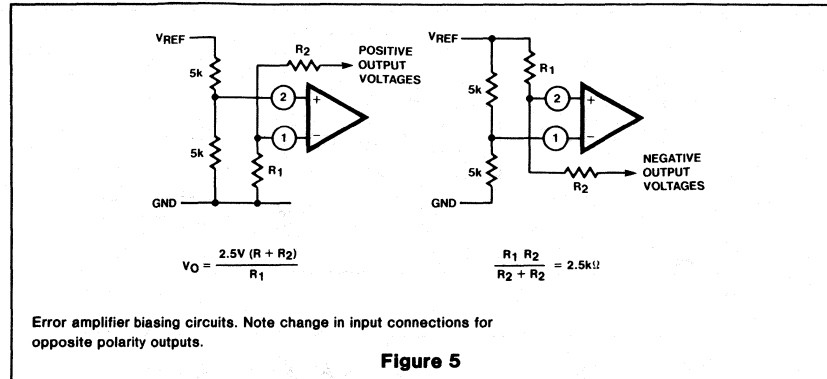 VREF
5k
5k
GND
R2
POSITIVE
OUTPUT
VOLTAGES
2
+
1
−
R1
VREF
5k
5k
GND
R1
2
+
1
−
R2
NEGATIVE
OUTPUT
VOLTAGES
VO = 2.5V (R + R2) / R1
R1 R2 / R2 + R2 = 2.5kΩ
Error amplifier biasing circuits. Note change in input connections for
opposite polarity outputs.
Figure 5